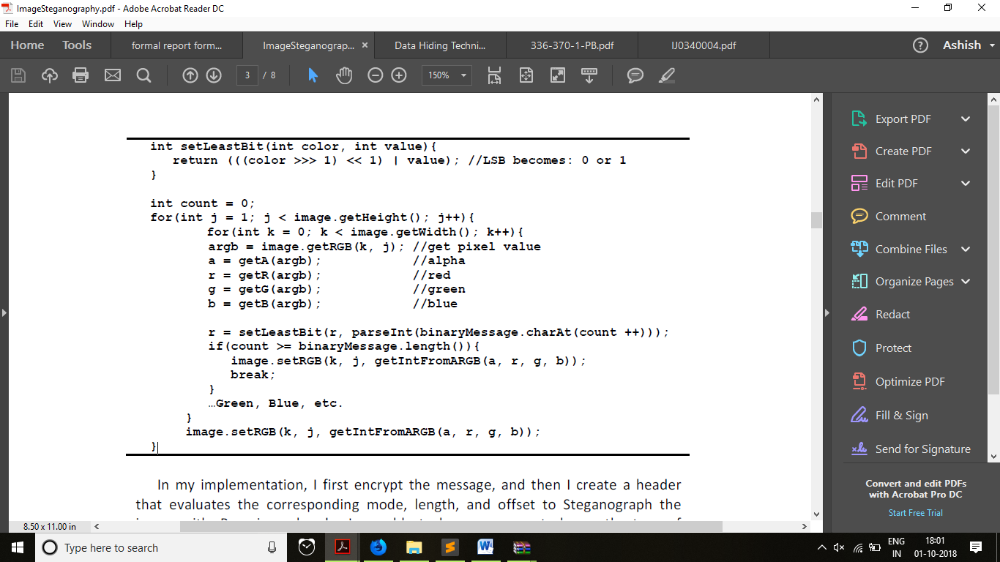 ImageSteganography.pdf - Adobe Acrobat Reader DC
File Edit View Window Help
Home Tools formal report form... ImageSteganograp... × Data Hiding Techni... 336-370-1-PB.pdf IJ0340004.pdf ? Ashish
3 / 8 150%
int setLeastBit(int color, int value){
return (((color >>> 1) << 1) | value); //LSB becomes: 0 or 1
}
int count = 0;
for(int j = 1; j < image.getHeight(); j++){
for(int k = 0; k < image.getWidth(); k++){
argb = image.getRGB(k, j); //get pixel value
a = getA(argb); //alpha
r = getR(argb); //red
g = getG(argb); //green
b = getB(argb); //blue
r = setLeastBit(r, parseInt(binaryMessage.charAt(count ++)));
if(count >= binaryMessage.length()){
image.setRGB(k, j, getIntFromARGB(a, r, g, b));
break;
}
…Green, Blue, etc.
}
image.setRGB(k, j, getIntFromARGB(a, r, g, b));
}
In my implementation, I first encrypt the message, and then I create a header
that evaluates the corresponding mode, length, and offset to Steganograph the
8.50 x 11.00 in
Export PDF
Create PDF
Edit PDF
Comment
Combine Files
Organize Pages
Redact
Protect
Optimize PDF
Fill & Sign
Send for Signature
Convert and edit PDFs
with Acrobat Pro DC
Start Free Trial
Type here to search
ENG
IN
18:01
01-10-2018